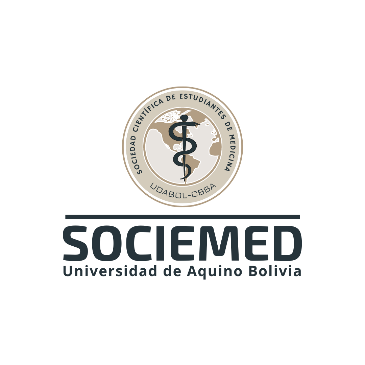 SOCIEDAD CIENTÍFICA DE ESTUDIANTES DE MEDICINA
UDABOL-CBBA
SOCIEMED
Universidad de Aquino Bolivia